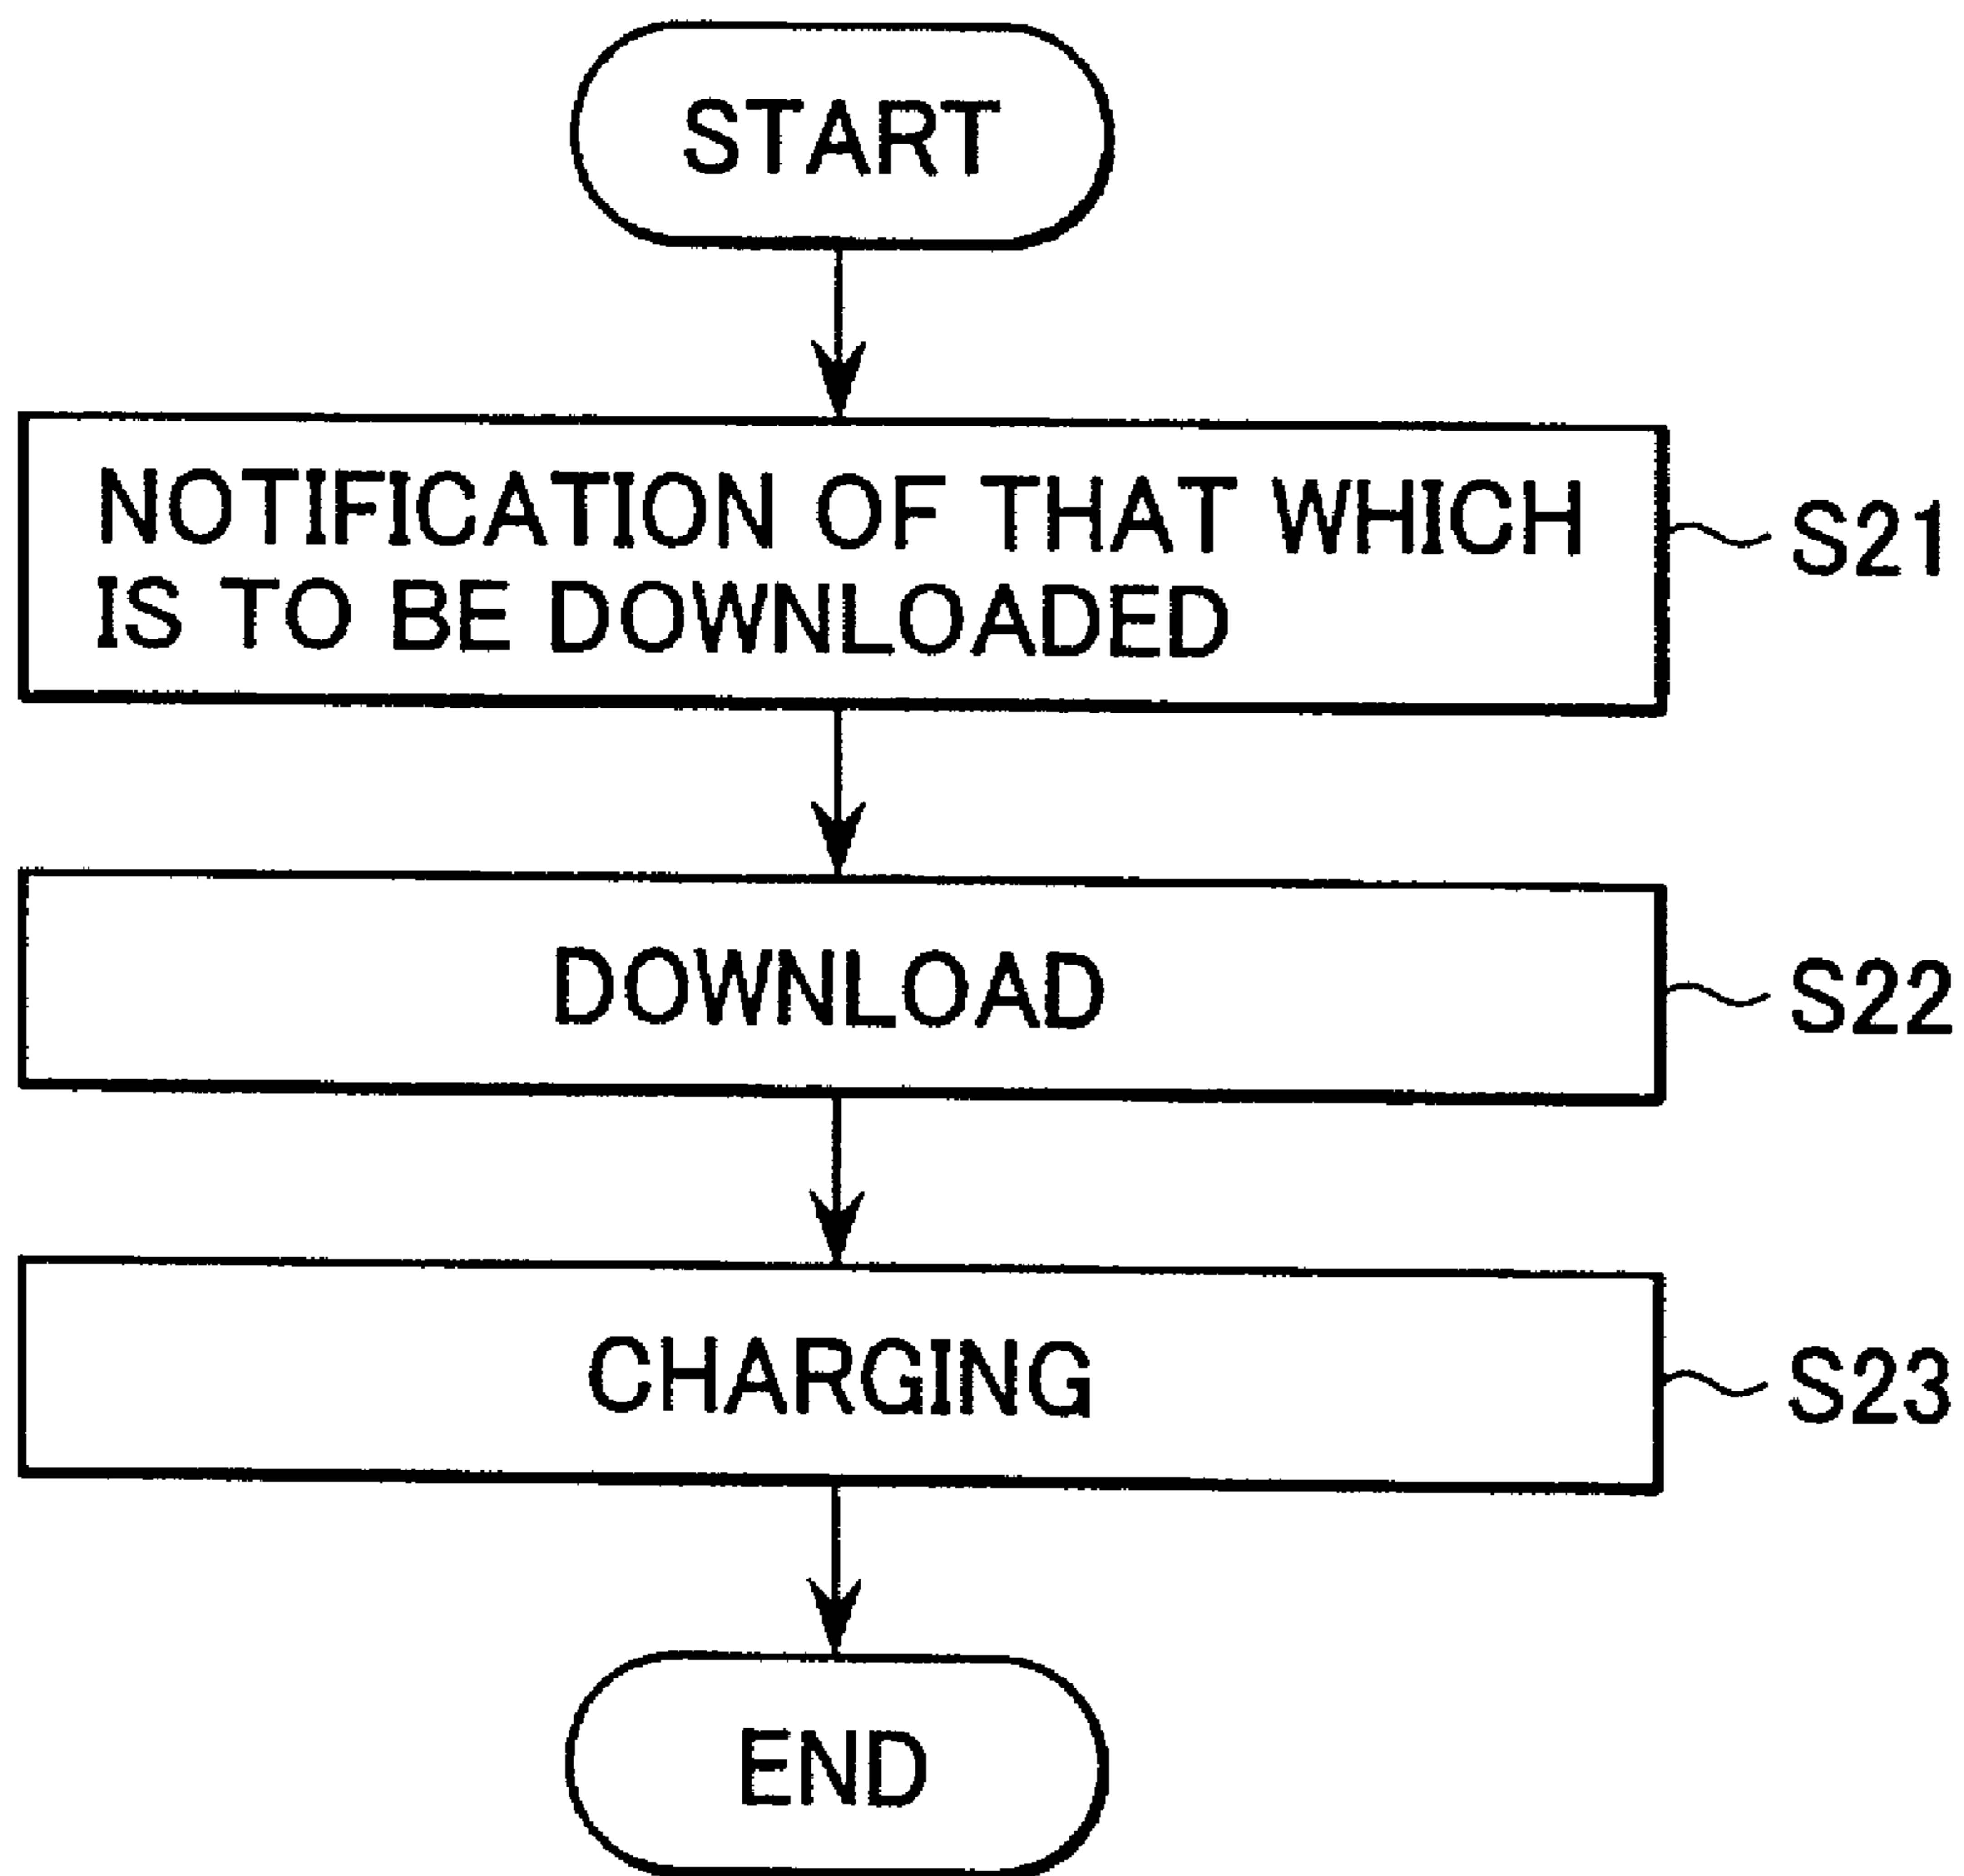 START
NOTIFICATION OF THAT WHICH
IS TO BE DOWNLOADED
S21
DOWNLOAD
S22
CHARGING
S23
END